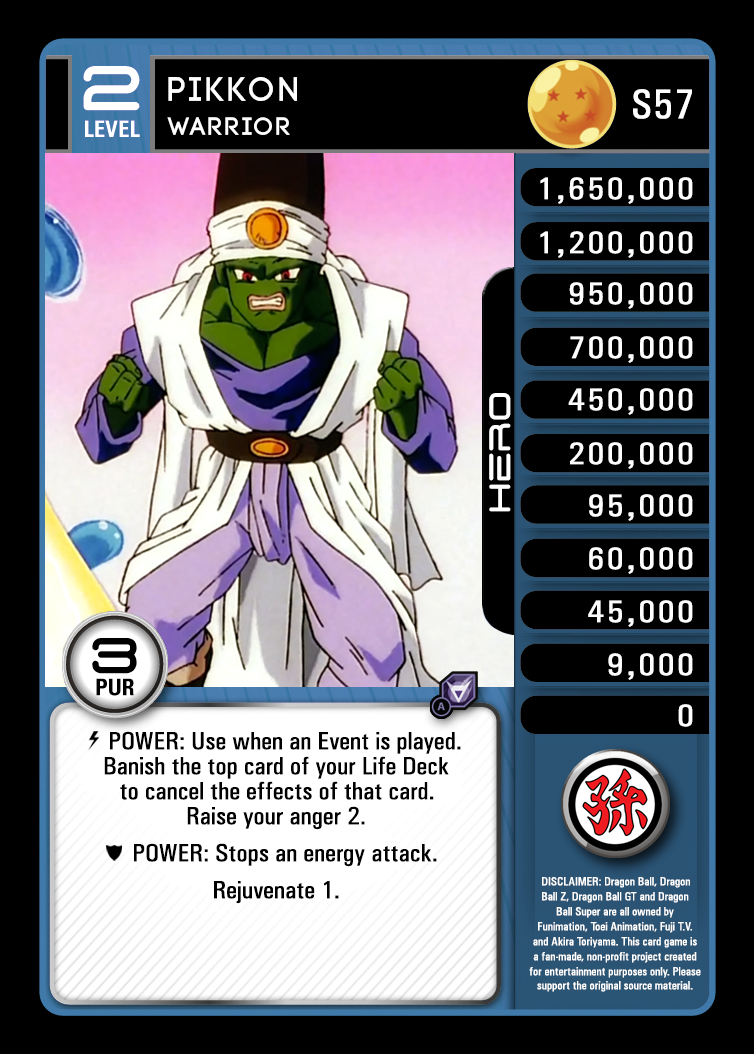 2
LEVEL
PIKKON
WARRIOR
S57
1,650,000
1,200,000
950,000
700,000
450,000
200,000
95,000
60,000
45,000
9,000
0
HERO
3
PUR
A
POWER: Use when an Event is played.
Banish the top card of your Life Deck
to cancel the effects of that card.
Raise your anger 2.
POWER: Stops an energy attack.
Rejuvenate 1.
孫
DISCLAIMER: Dragon Ball, Dragon
Ball Z, Dragon Ball GT and Dragon
Ball Super are all owned by
Funimation, Toei Animation, Fuji T.V.
and Akira Toriyama. This card game is
a fan-made, non-profit project created
for entertainment purposes only. Please
support the original source material.